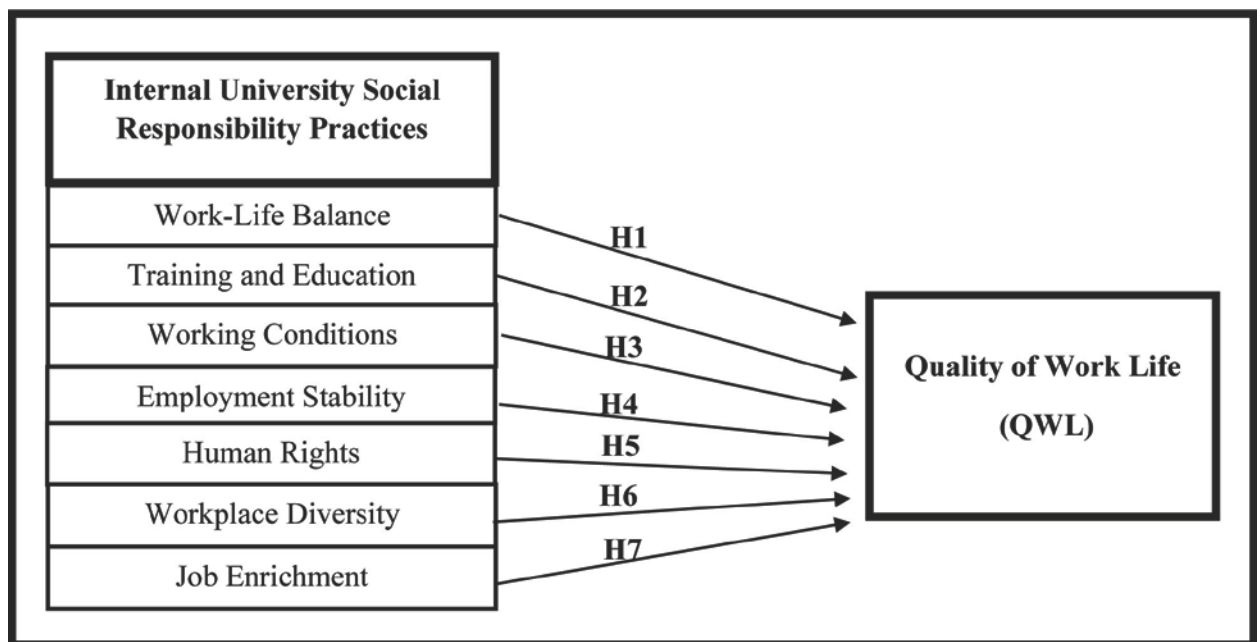 Internal University Social
Responsibility Practices
Work-Life Balance
Training and Education
Working Conditions
Employment Stability
Human Rights
Workplace Diversity
Job Enrichment
H1
H2
H3
H4
H5
H6
H7
Quality of Work Life
(QWL)